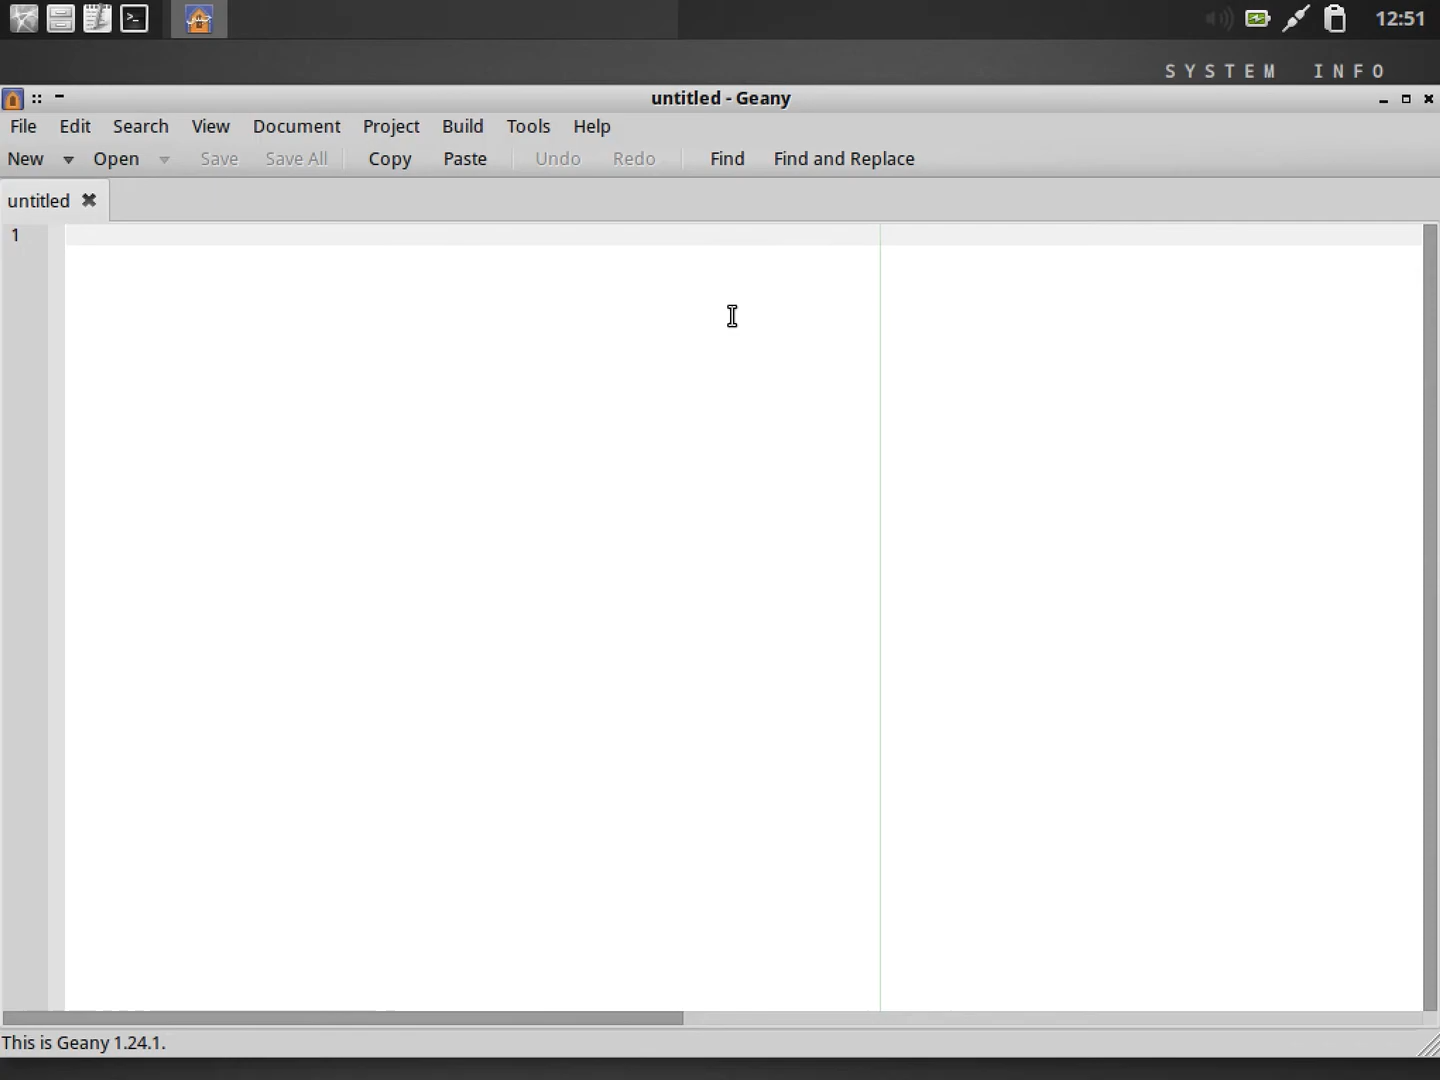 12:51
SYSTEM INFO
untitled - Geany
File Edit Search View Document Project Build Tools Help
New Open Save Save All Copy Paste Undo Redo Find Find and Replace
untitled
1
This is Geany 1.24.1.